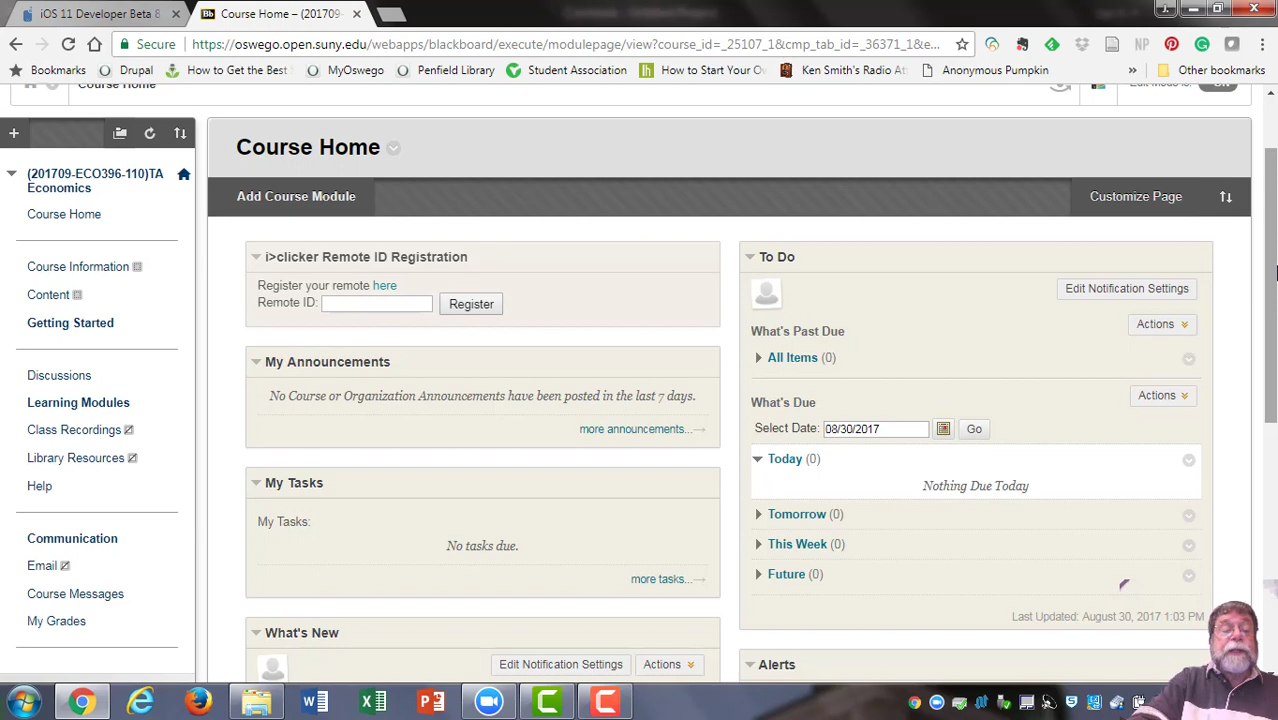 iOS 11 Developer Beta 8
Bb Course Home – (201709-
Secure https://oswego.open.suny.edu/webapps/blackboard/execute/modulepage/view?course_id=_25107_1&cmp_tab_id=_36371_1&e...
Bookmarks Drupal How to Get the Best MyOswego Penfield Library Student Association How to Start Your Ow Ken Smith's Radio At Anonymous Pumpkin » Other bookmarks
Course Home
ON
Course Home
Add Course Module
Customize Page
(201709-ECO396-110)TA
Economics
Course Home
Course Information
Content
Getting Started
Discussions
Learning Modules
Class Recordings
Library Resources
Help
Communication
Email
Course Messages
My Grades
i>clicker Remote ID Registration
Register your remote here
Remote ID: Register
My Announcements
No Course or Organization Announcements have been posted in the last 7 days.
more announcements...
My Tasks
My Tasks:
No tasks due.
more tasks...
What's New
Edit Notification Settings Actions
To Do
Edit Notification Settings
What's Past Due
Actions
All Items (0)
What's Due
Actions
Select Date: 08/30/2017 Go
Today (0)
Nothing Due Today
Tomorrow (0)
This Week (0)
Future (0)
Last Updated: August 30, 2017 1:03 PM
Alerts